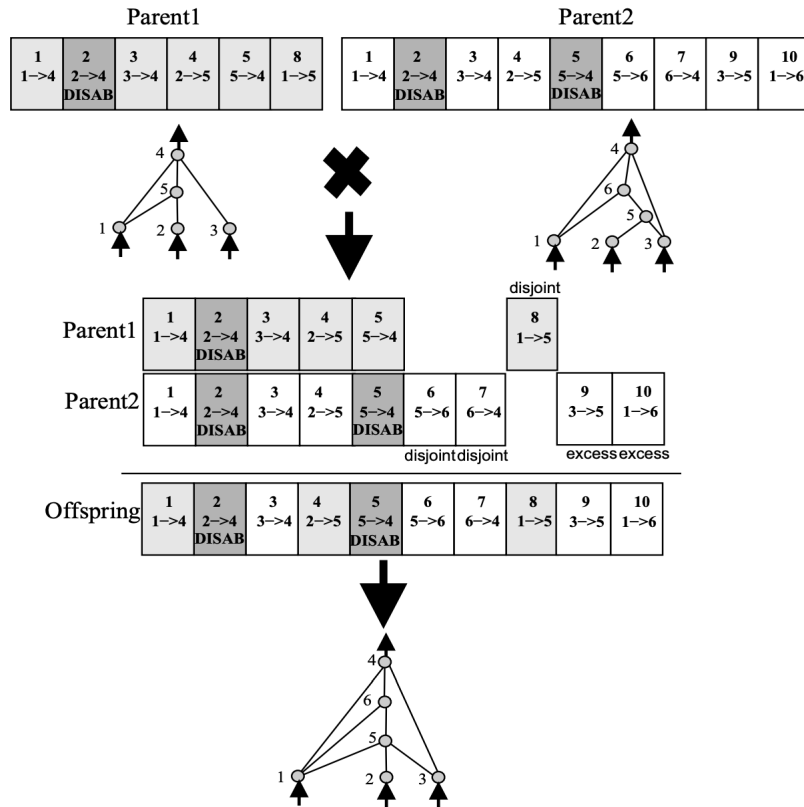 Parent1 Parent2
1 2 3 4 5 8 1 2 3 4 5 6 7 9 10
1->4 2->4 3->4 2->5 5->4 1->5 1->4 2->4 3->4 2->5 5->4 5->6 6->4 3->5 1->6
DISAB DISAB DISAB
4 4
5 6
5
1 2 3 1 2 3
disjoint
Parent1 1 2 3 4 5 8
1->4 2->4 3->4 2->5 5->4 1->5
DISAB
Parent2 1 2 3 4 5 6 7 9 10
1->4 2->4 3->4 2->5 5->4 5->6 6->4 3->5 1->6
DISAB DISAB
disjoint disjoint excess excess
Offspring 1 2 3 4 5 6 7 8 9 10
1->4 2->4 3->4 2->5 5->4 5->6 6->4 1->5 3->5 1->6
DISAB DISAB
4
6
5
1 2 3